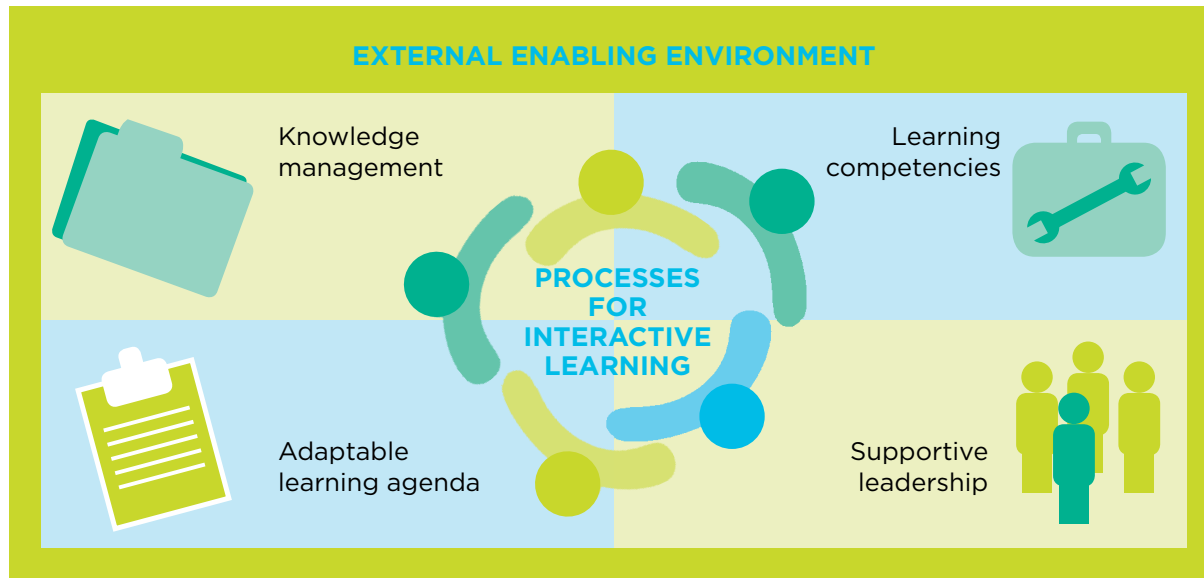 EXTERNAL ENABLING ENVIRONMENT
Knowledge
management
Learning
competencies
PROCESSES
FOR
INTERACTIVE
LEARNING
Adaptable
learning agenda
Supportive
leadership